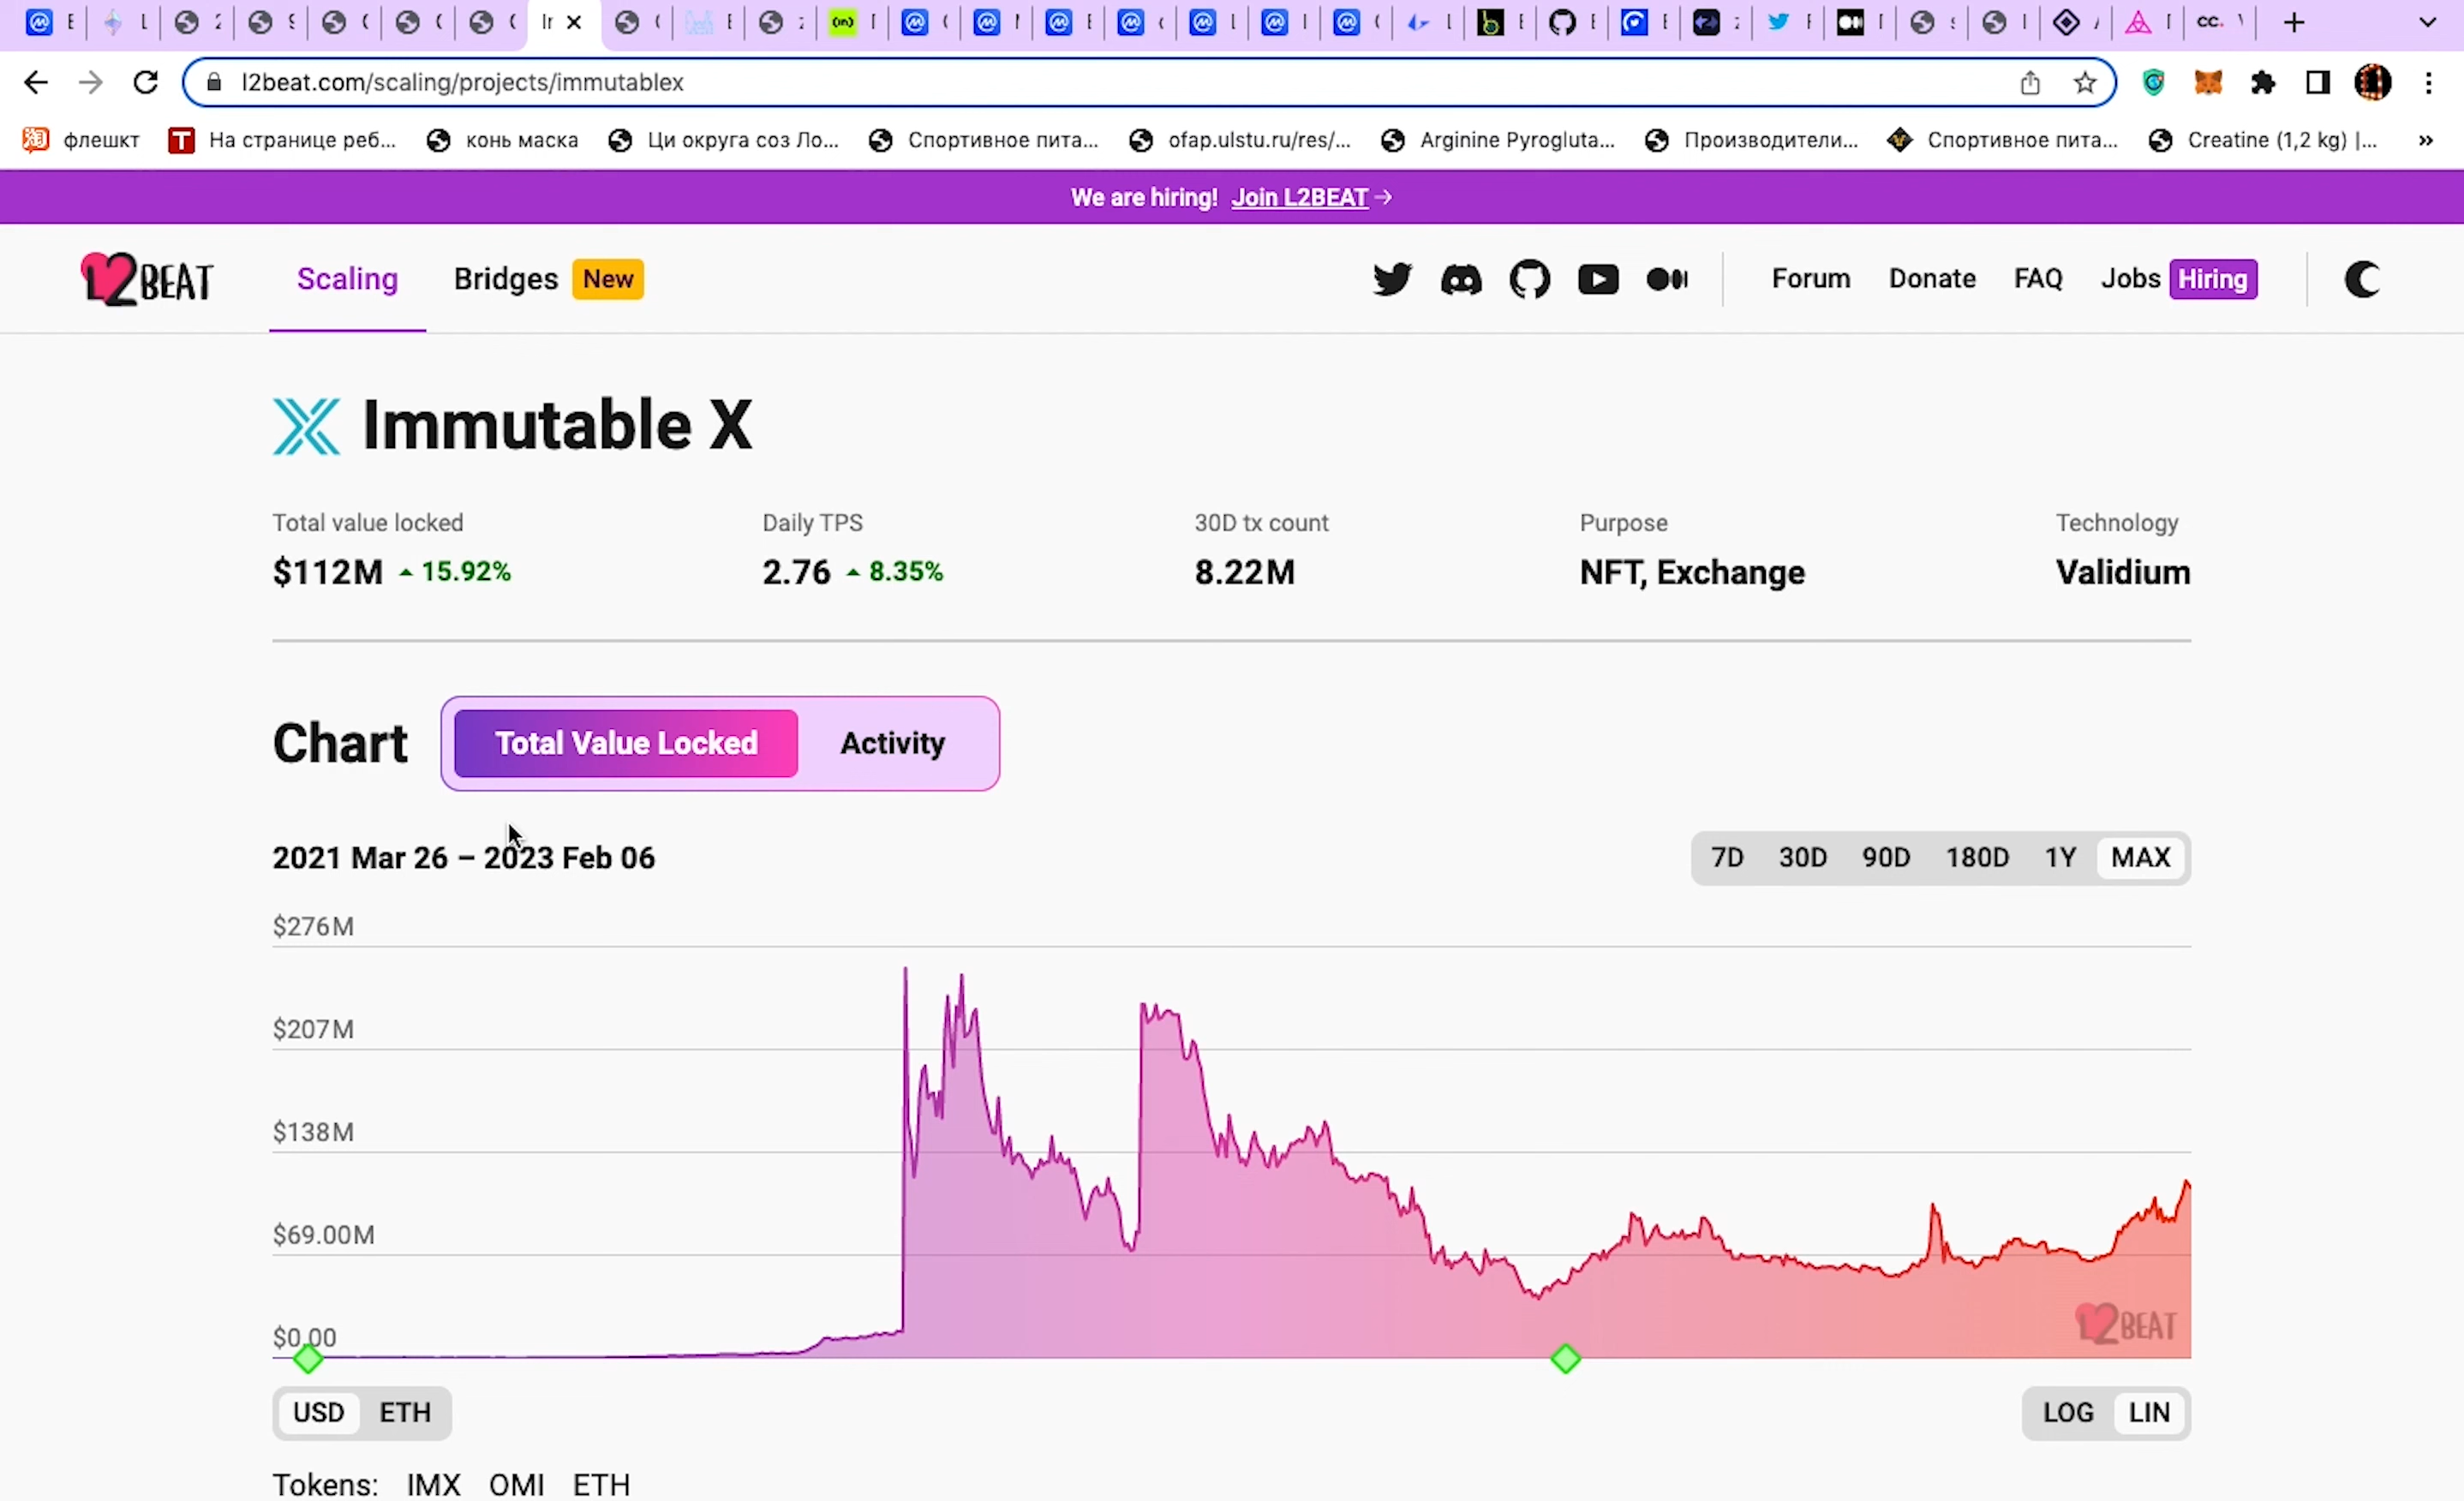 l2beat.com/scaling/projects/immutablex
флешкт На странице реб... конь маска Ци округа соз Ло... Спортивное пита... ofap.ulstu.ru/res/... Arginine Pyrogluta... Производители... Спортивное пита... Creatine (1,2 kg) |... »
We are hiring! Join L2BEAT →
L2BEAT Scaling Bridges New Forum Donate FAQ Jobs Hiring
Immutable X
Total value locked Daily TPS 30D tx count Purpose Technology
$112M 15.92% 2.76 8.35% 8.22M NFT, Exchange Validium
Chart Total Value Locked Activity
2021 Mar 26 – 2023 Feb 06 7D 30D 90D 180D 1Y MAX
$276M
$207M
$138M
$69.00M
L2BEAT
$0.00
USD ETH LOG LIN
Tokens: IMX OMI ETH